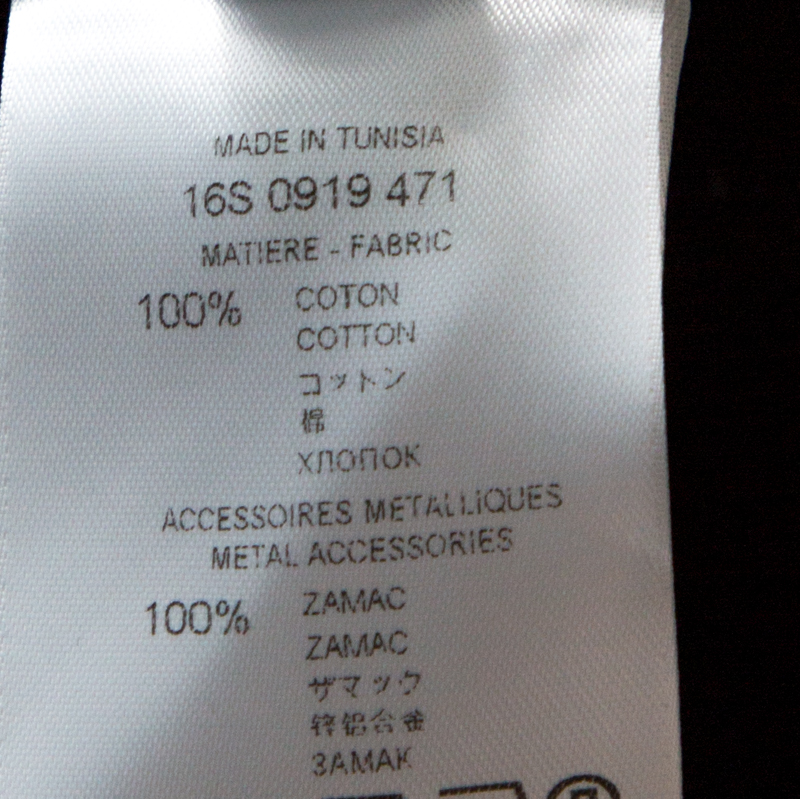 MADE IN TUNISIA
16S 0919 471
MATIERE - FABRIC
100% COTON
COTTON
コットン
棉
ХЛОПОК
ACCESSOIRES METALLIQUES
METAL ACCESSORIES
100% ZAMAC
ZAMAC
ザマック
锌铝合金
ЗАМАК